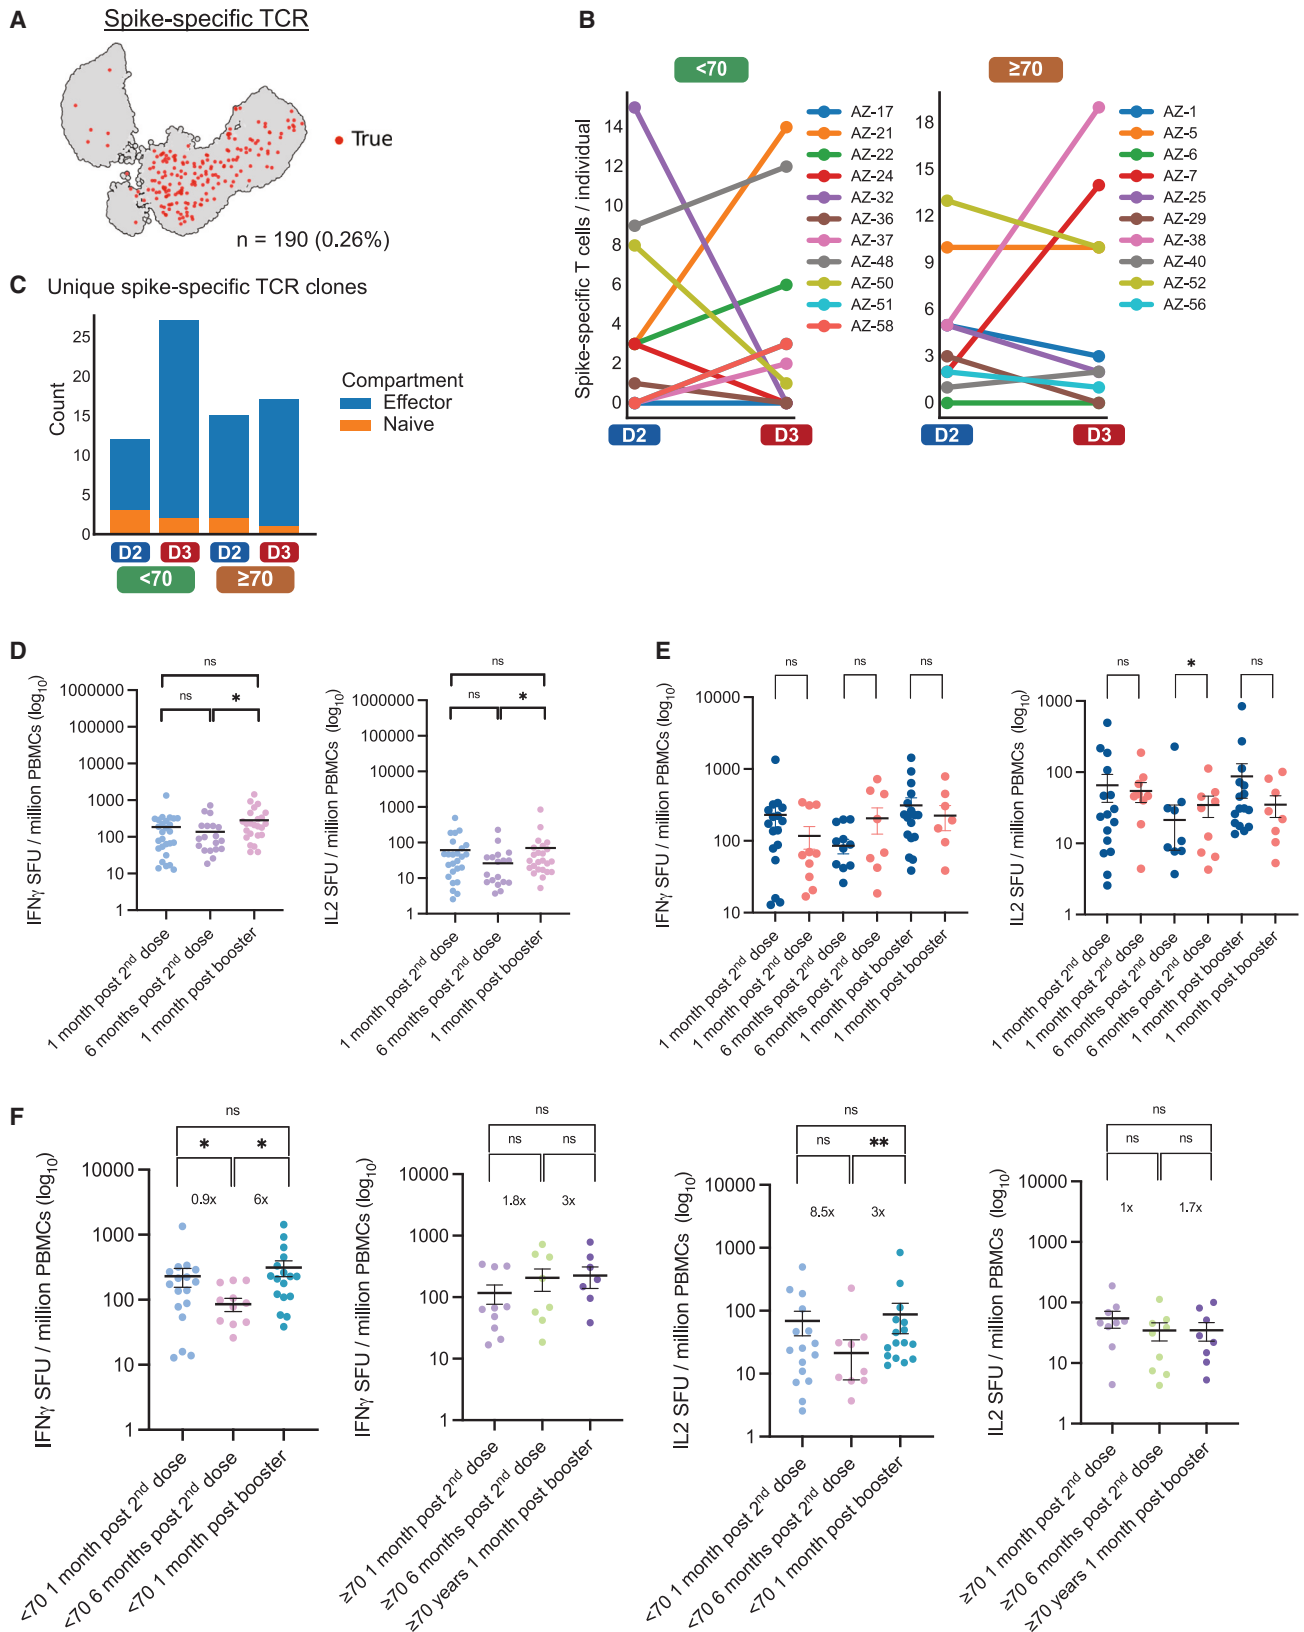 A
Spike-specific TCR
True
n = 190 (0.26%)
B
<70
≥70
Spike-specific T cells / individual
14
12
10
8
6
4
2
0
D2
D3
AZ-17
AZ-21
AZ-22
AZ-24
AZ-32
AZ-36
AZ-37
AZ-48
AZ-50
AZ-51
AZ-58
18
15
12
9
6
3
0
D2
D3
AZ-1
AZ-5
AZ-6
AZ-7
AZ-25
AZ-29
AZ-38
AZ-40
AZ-52
AZ-56
C
Unique spike-specific TCR clones
Count
25
20
15
10
5
0
Compartment
Effector
Naive
D2
D3
D2
D3
<70
≥70
D
ns
ns
*
IFNγ SFU / million PBMCs (log10)
1000000
100000
10000
1000
100
10
1
1 month post 2nd dose
6 months post 2nd dose
1 month post booster
ns
ns
*
IL2 SFU / million PBMCs (log10)
1000000
100000
10000
1000
100
10
1
1 month post 2nd dose
6 months post 2nd dose
1 month post booster
E
ns
ns
ns
IFNγ SFU / million PBMCs (log10)
10000
1000
100
10
1 month post 2nd dose
1 month post 2nd dose
6 months post 2nd dose
6 months post 2nd dose
1 month post booster
1 month post booster
ns
*
ns
IL2 SFU / million PBMCs (log10)
1000
100
10
1
1 month post 2nd dose
1 month post 2nd dose
6 months post 2nd dose
6 months post 2nd dose
1 month post booster
1 month post booster
F
ns
*
*
0.9x
6x
IFNγ SFU / million PBMCs (log10)
10000
1000
100
10
1
<70 1 month post 2nd dose
<70 6 months post 2nd dose
<70 1 month post booster
ns
ns
ns
1.8x
3x
IFNγ SFU / million PBMCs (log10)
10000
1000
100
10
1
≥70 1 month post 2nd dose
≥70 6 months post 2nd dose
≥70 years 1 month post booster
ns
ns
**
8.5x
3x
IL2 SFU / million PBMCs (log10)
10000
1000
100
10
1
<70 1 month post 2nd dose
<70 6 months post 2nd dose
<70 1 month post booster
ns
ns
ns
1x
1.7x
IL2 SFU / million PBMCs (log10)
10000
1000
100
10
1
≥70 1 month post 2nd dose
≥70 6 months post 2nd dose
≥70 years 1 month post booster